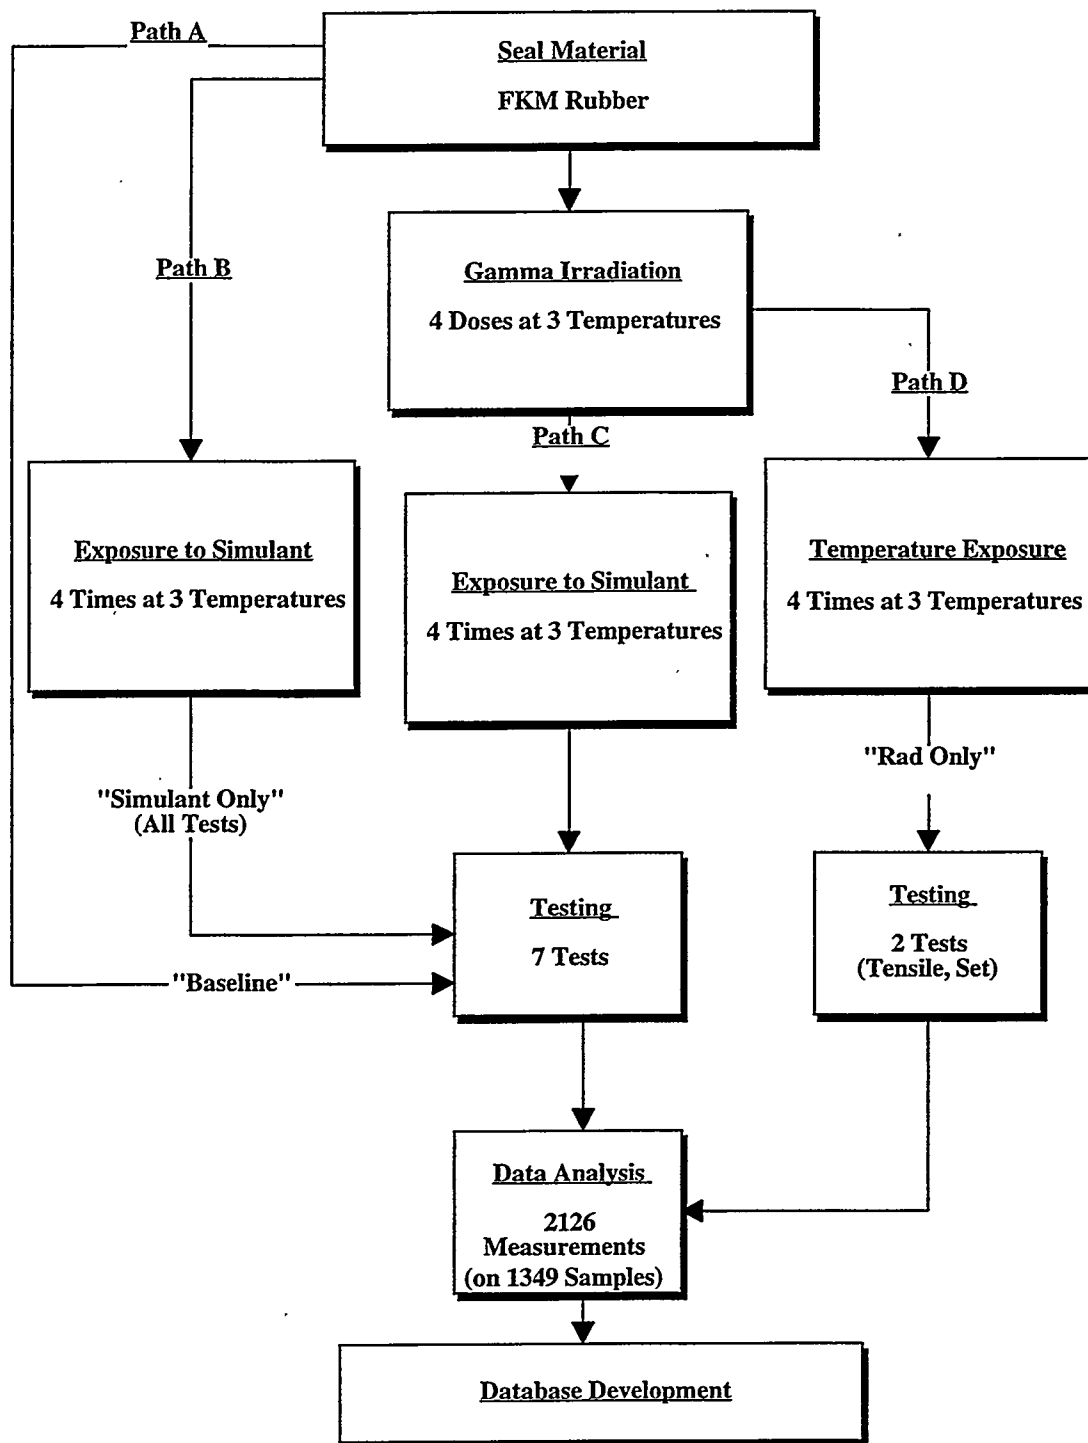 Path A
Seal Material
FKM Rubber
Path B
Gamma Irradiation
4 Doses at 3 Temperatures
Path D
Path C
Exposure to Simulant
4 Times at 3 Temperatures
Exposure to Simulant
4 Times at 3 Temperatures
Temperature Exposure
4 Times at 3 Temperatures
"Rad Only"
"Simulant Only"
(All Tests)
Testing
7 Tests
Testing
2 Tests
(Tensile, Set)
"Baseline"
Data Analysis
2126
Measurements
(on 1349 Samples)
Database Development